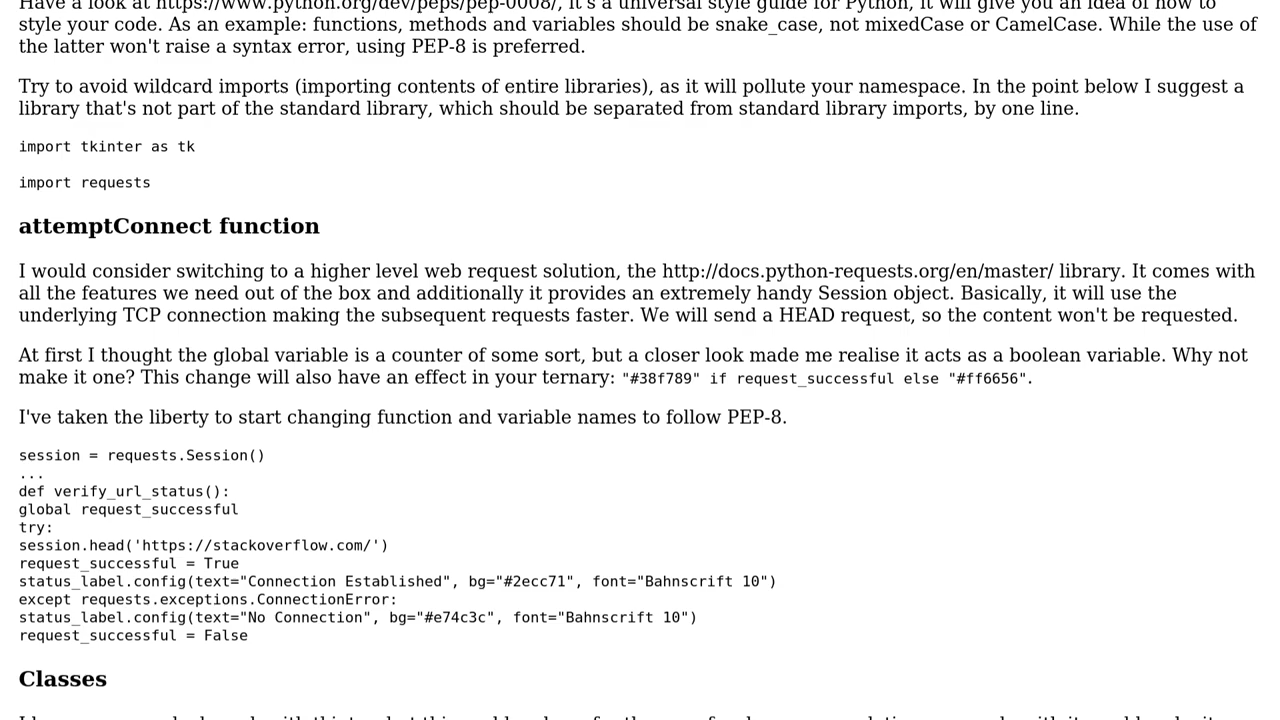 Have a look at https://www.python.org/dev/peps/pep-0008/, it's a universal style guide for Python, it will give you an idea of how to
style your code. As an example: functions, methods and variables should be snake_case, not mixedCase or CamelCase. While the use of
the latter won't raise a syntax error, using PEP-8 is preferred.
Try to avoid wildcard imports (importing contents of entire libraries), as it will pollute your namespace. In the point below I suggest a
library that's not part of the standard library, which should be separated from standard library imports, by one line.
import tkinter as tk
import requests
attemptConnect function
I would consider switching to a higher level web request solution, the http://docs.python-requests.org/en/master/ library. It comes with
all the features we need out of the box and additionally it provides an extremely handy Session object. Basically, it will use the
underlying TCP connection making the subsequent requests faster. We will send a HEAD request, so the content won't be requested.
At first I thought the global variable is a counter of some sort, but a closer look made me realise it acts as a boolean variable. Why not
make it one? This change will also have an effect in your ternary: "#38f789" if request_successful else "#ff6656".
I've taken the liberty to start changing function and variable names to follow PEP-8.
session = requests.Session()
...
def verify_url_status():
global request_successful
try:
session.head('https://stackoverflow.com/')
request_successful = True
status_label.config(text="Connection Established", bg="#2ecc71", font="Bahnscrift 10")
except requests.exceptions.ConnectionError:
status_label.config(text="No Connection", bg="#e74c3c", font="Bahnscrift 10")
request_successful = False
Classes